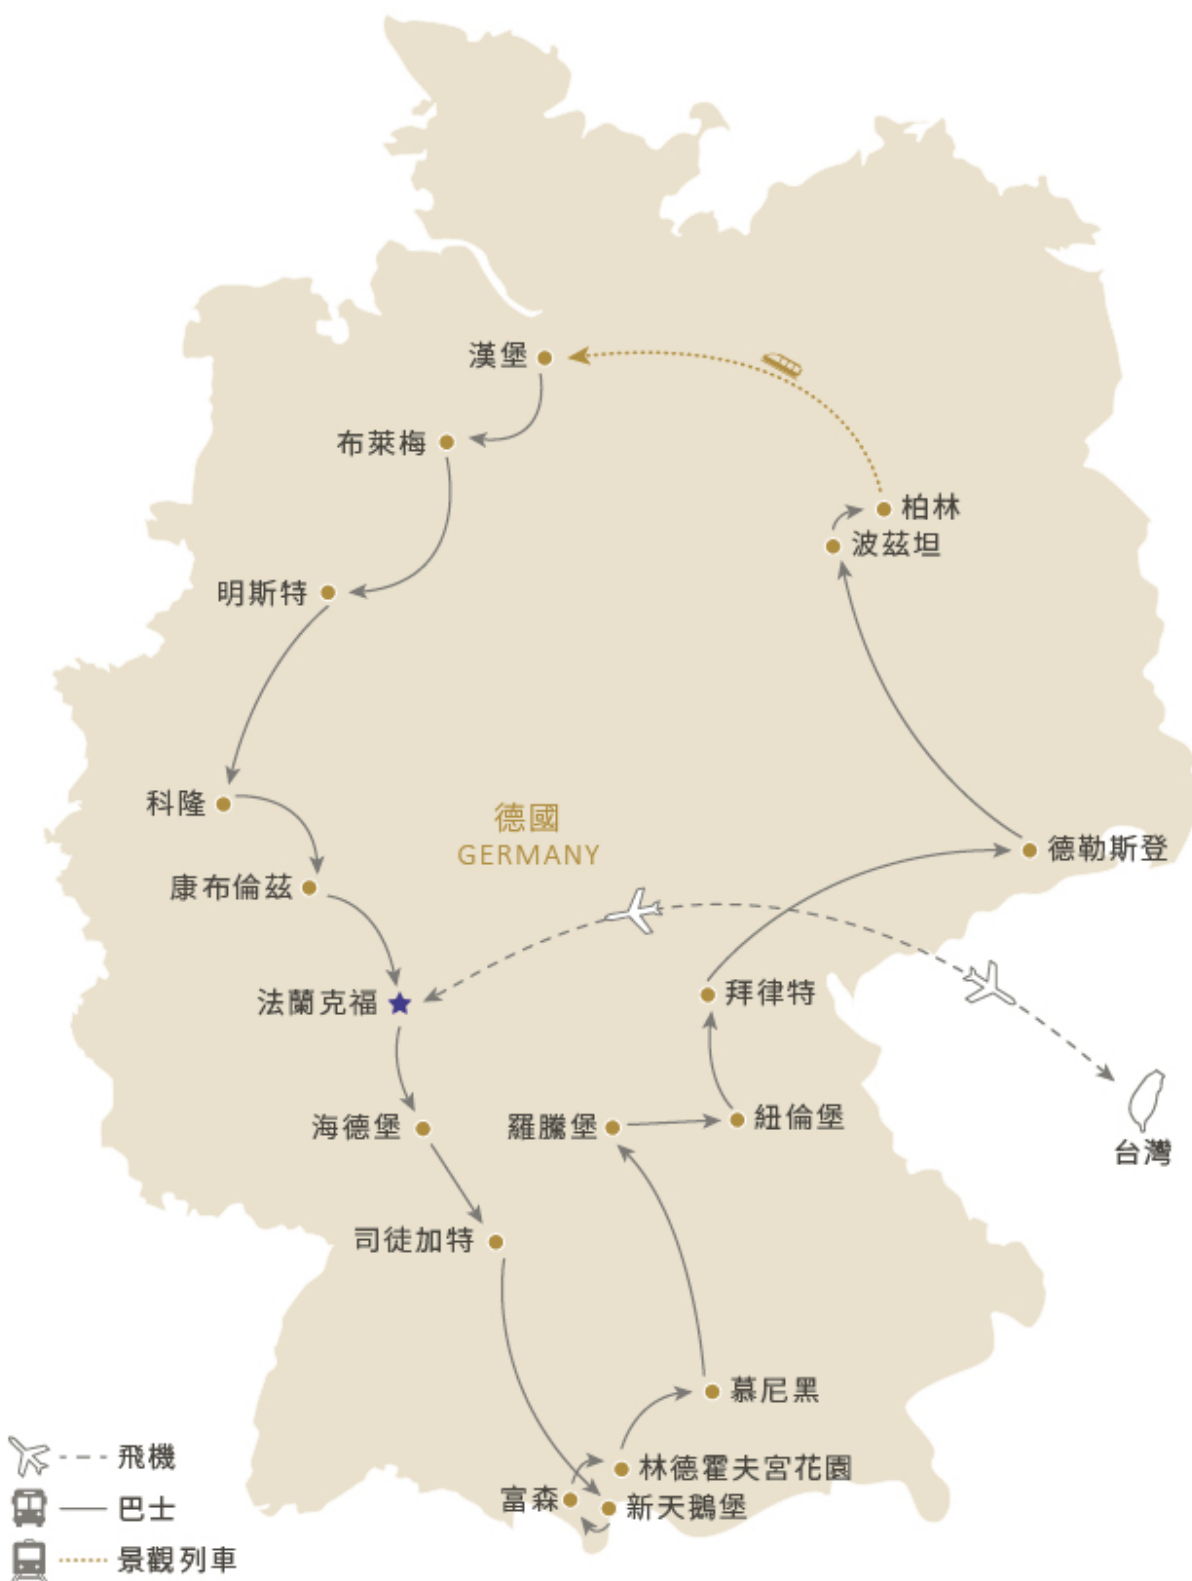 漢堡
布萊梅
柏林
波茲坦
明斯特
科隆
德國
GERMANY
德勒斯登
康布倫茲
法蘭克福
拜律特
海德堡
羅騰堡
紐倫堡
台灣
司徒加特
慕尼黑
飛機
林德霍夫宮花園
富森
新天鵝堡
巴士
景觀列車